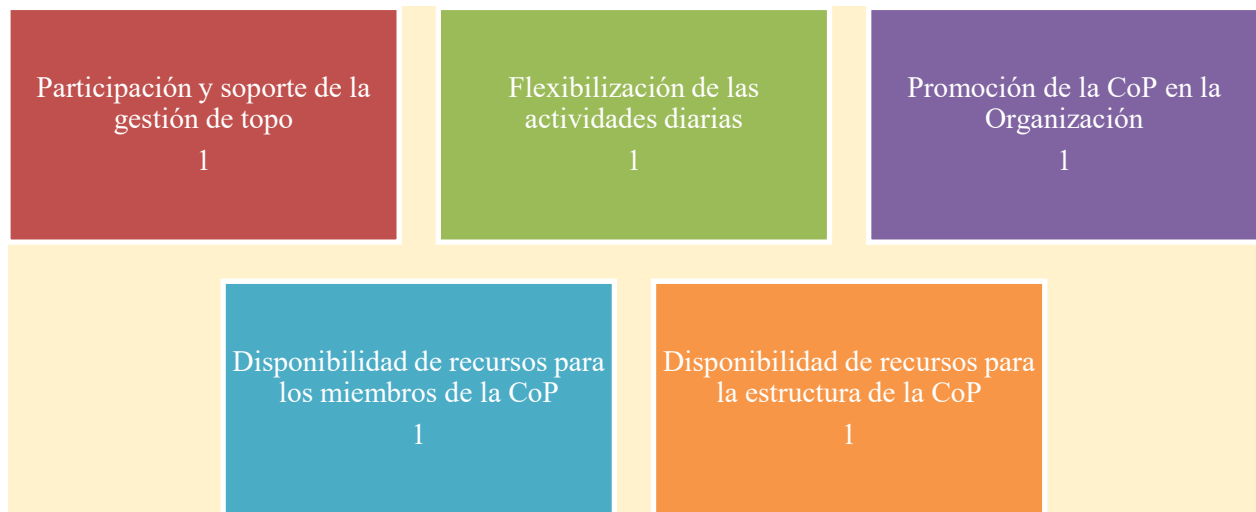 Participación y soporte de la
gestión de topo
1
Flexibilización de las
actividades diarias
1
Promoción de la CoP en la
Organización
1
Disponibilidad de recursos para
los miembros de la CoP
1
Disponibilidad de recursos para
la estructura de la CoP
1